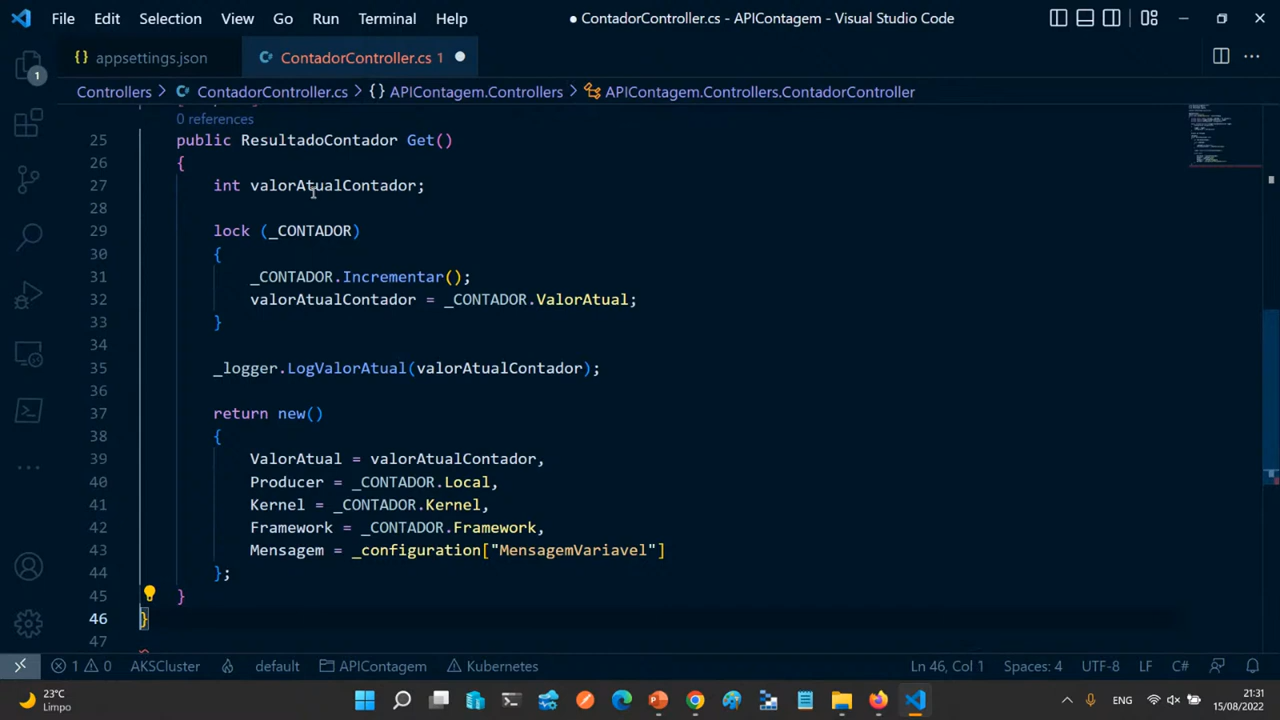 File Edit Selection View Go Run Terminal Help ● ContadorController.cs - APIContagem - Visual Studio Code
{} appsettings.json ContadorController.cs 1 ●
Controllers > ContadorController.cs > {} APIContagem.Controllers > APIContagem.Controllers.ContadorController
1
0 references
25 public ResultadoContador Get()
26 {
27 int valorAtualContador;
28
29 lock (_CONTADOR)
30 {
31 _CONTADOR.Incrementar();
32 valorAtualContador = _CONTADOR.ValorAtual;
33 }
34
35 _logger.LogValorAtual(valorAtualContador);
36
37 return new()
38 {
39 ValorAtual = valorAtualContador,
40 Producer = _CONTADOR.Local,
41 Kernel = _CONTADOR.Kernel,
42 Framework = _CONTADOR.Framework,
43 Mensagem = _configuration["MensagemVariavel"]
44 };
45 }
46 }
47
1 0 AKSCluster default APIContagem Kubernetes Ln 46, Col 1 Spaces: 4 UTF-8 LF C#
23°C
Limpo
ENG
21:31
15/08/2022